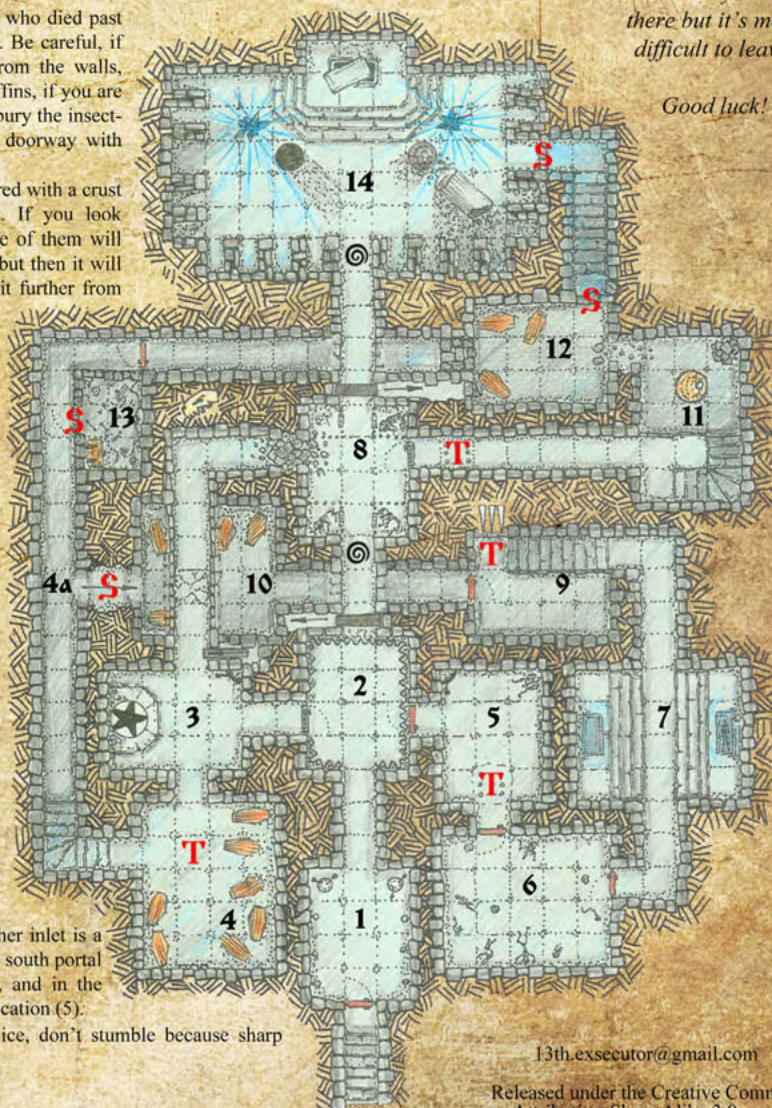 who died past
. Be careful, if
rom the walls,
ffins, if you are
bury the insect-
doorway with
red with a crust
. If you look
e of them will
but then it will
it further from
there but it's m
difficult to leav
Good luck!
S
14
S
12
13
S
11
8
T
T
4a
S
10
9
2
3
5
7
T
T
6
4
1
her inlet is a
south portal
, and in the
cation (5).
ice, don't stumble because sharp
13th.exsecutor@gmail.com
Released under the Creative Comm